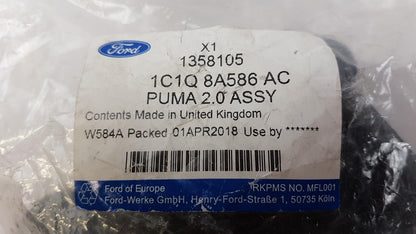 Ford
X1
1358105
1C1Q 8A586 AC
PUMA 2.0 ASSY
Contents Made in United Kingdom
W584A Packed 01APR2018 Use by *******
Ford of Europe
IRKPMS NO. MFL001
Ford-Werke GmbH, Henry-Ford-Straße 1, 50735 Köln